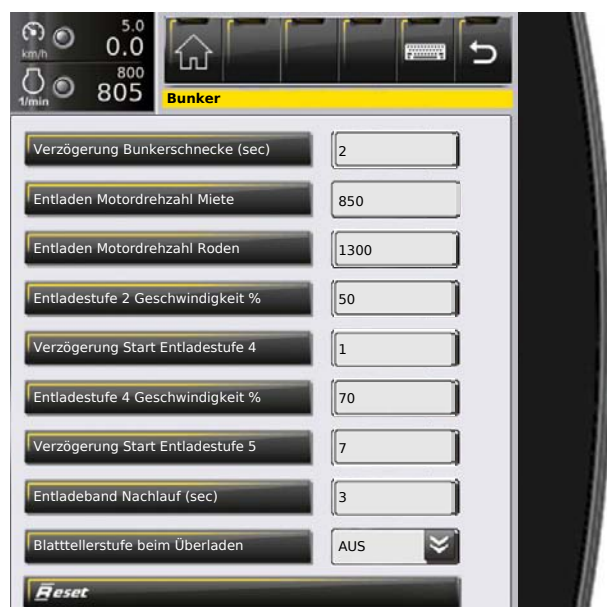 5.0
km/h 0.0
800
1/min 805
Bunker
Verzögerung Bunkerschnecke (sec) 2
Entladen Motordrehzahl Miete 850
Entladen Motordrehzahl Roden 1300
Entladestufe 2 Geschwindigkeit % 50
Verzögerung Start Entladestufe 4 1
Entladestufe 4 Geschwindigkeit % 70
Verzögerung Start Entladestufe 5 7
Entladeband Nachlauf (sec) 3
Blatttellerstufe beim Überladen AUS
Reset